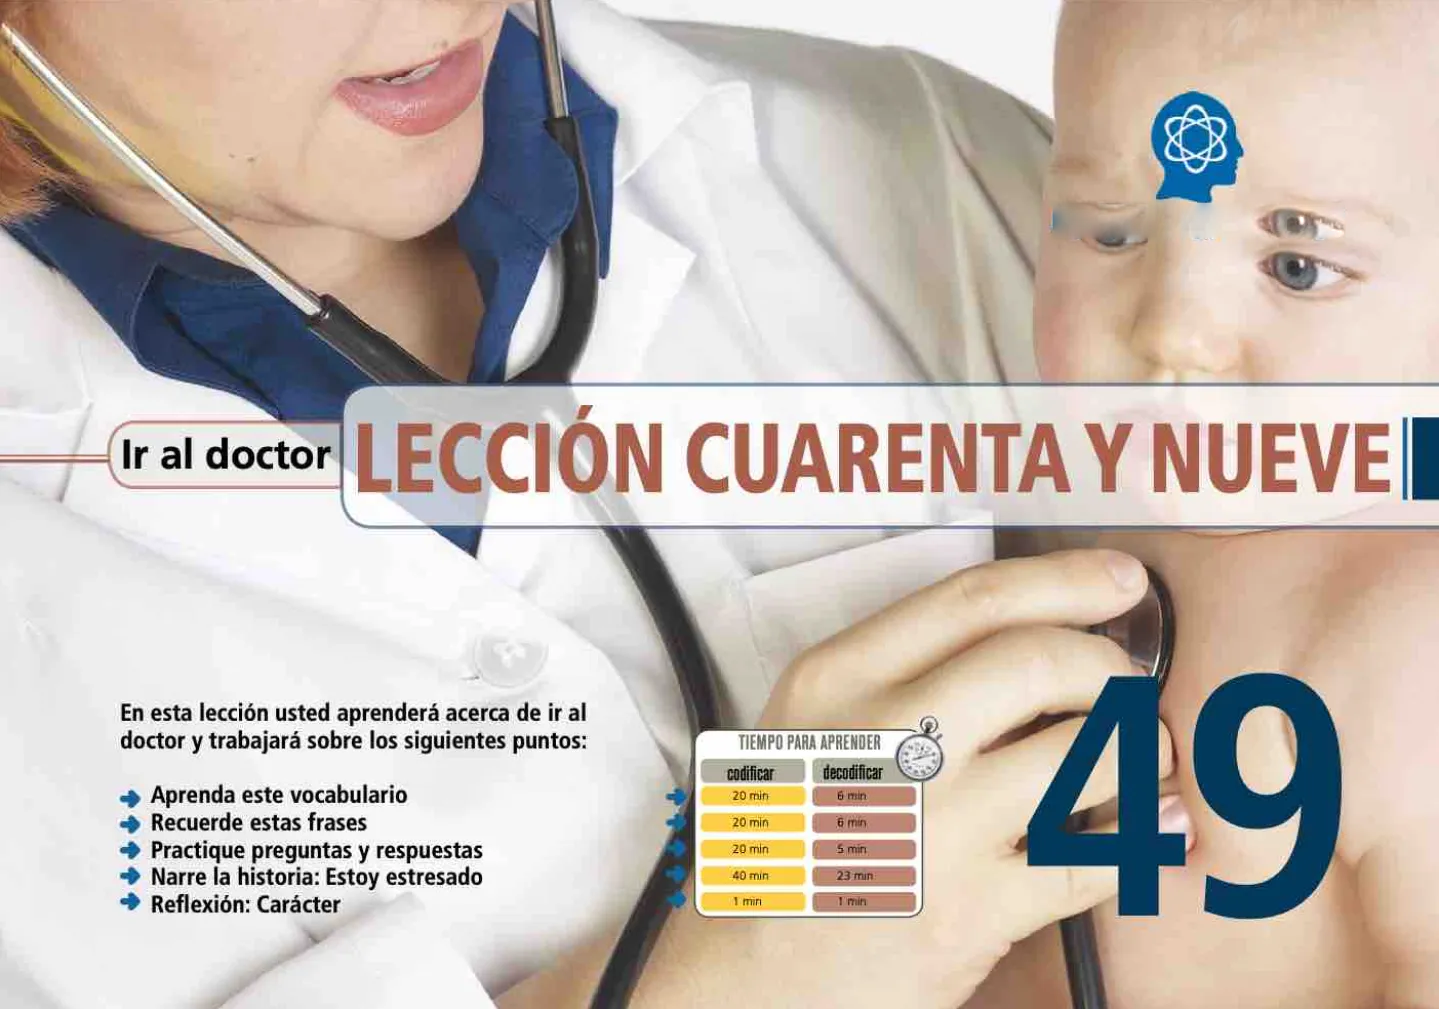 Ir al doctor
LECCIÓN CUARENTA Y NUEVE
En esta lección usted aprenderá acerca de ir al
doctor y trabajará sobre los siguientes puntos:
Aprenda este vocabulario
Recuerde estas frases
Practique preguntas y respuestas
Narre la historia: Estoy estresado
Reflexión: Carácter
TIEMPO PARA APRENDER
codificar decodificar
20 min 6 min
20 min 6 min
20 min 5 min
40 min 23 min
1 min 1 min
49